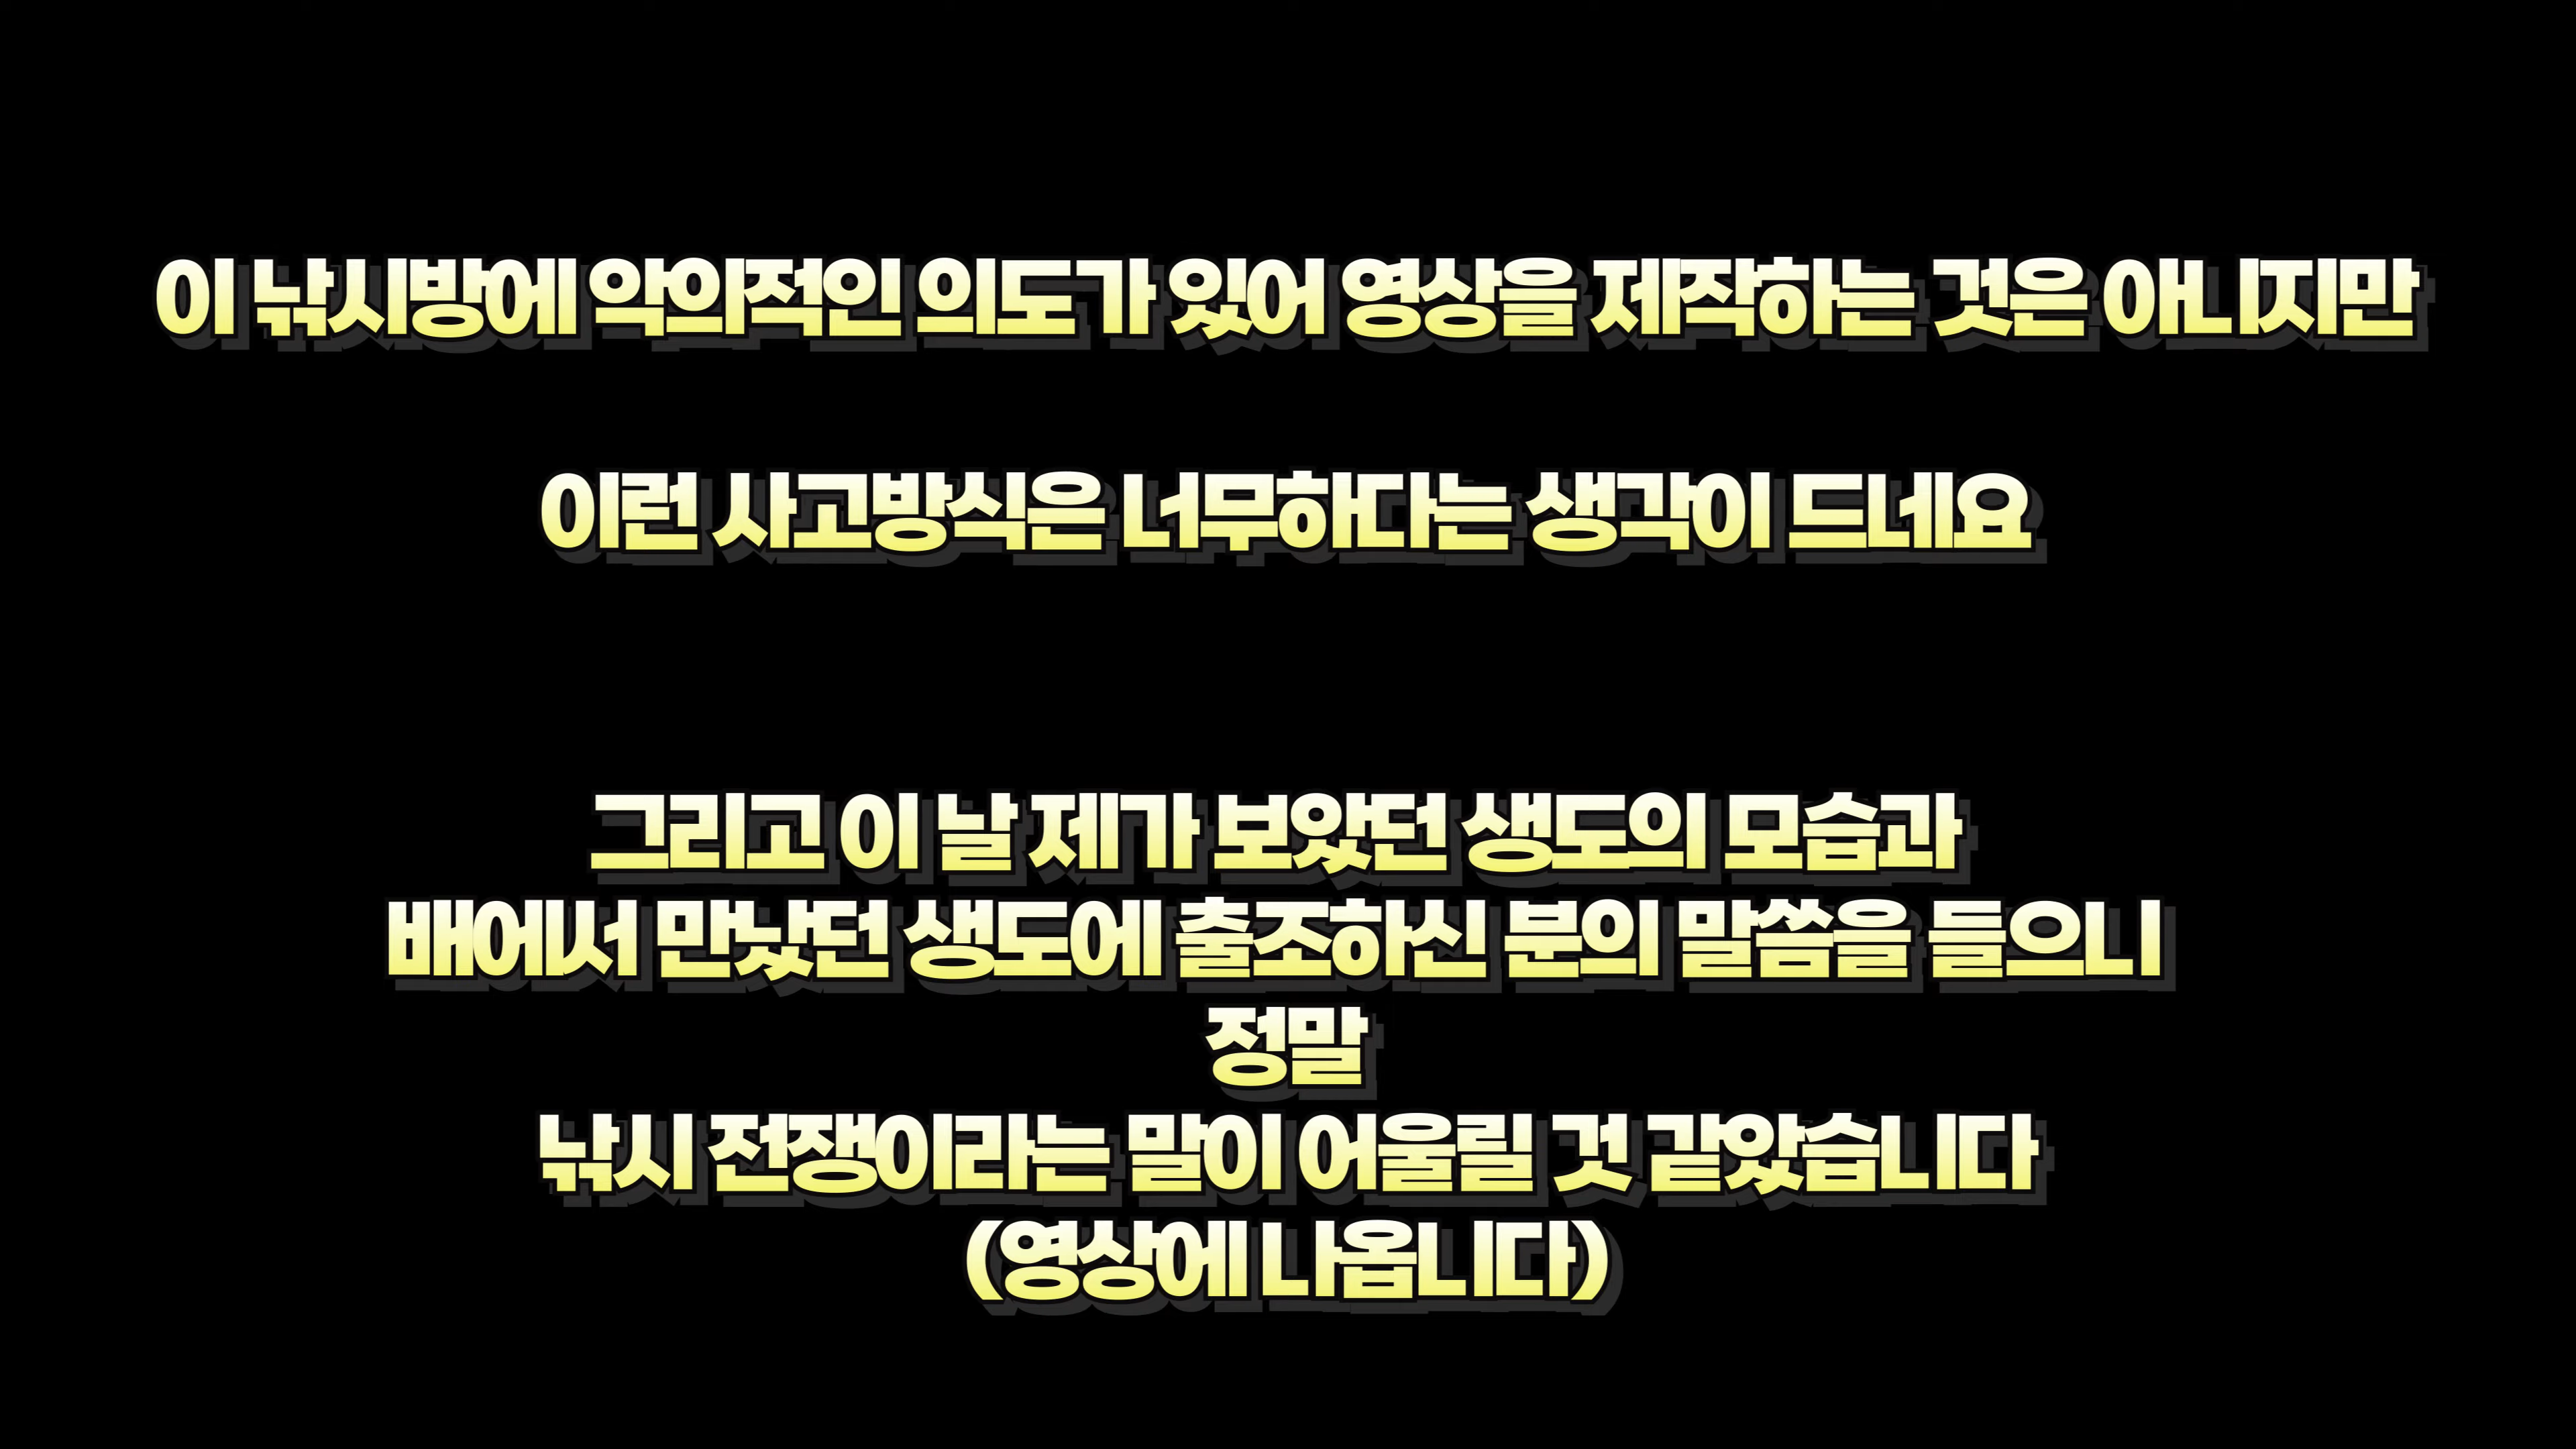 이 낚시방에 악의적인 의도가 있어 영상을 제작하는 것은 아니지만
이런 사고방식은 너무하다는 생각이 드네요
그리고 이 날 제가 보았던 생도의 모습과
배에서 만났던 생도에 출조하신 분의 말씀을 들으니
정말
낚시 전쟁이라는 말이 어울릴 것 같았습니다
(영상에 나옵니다)